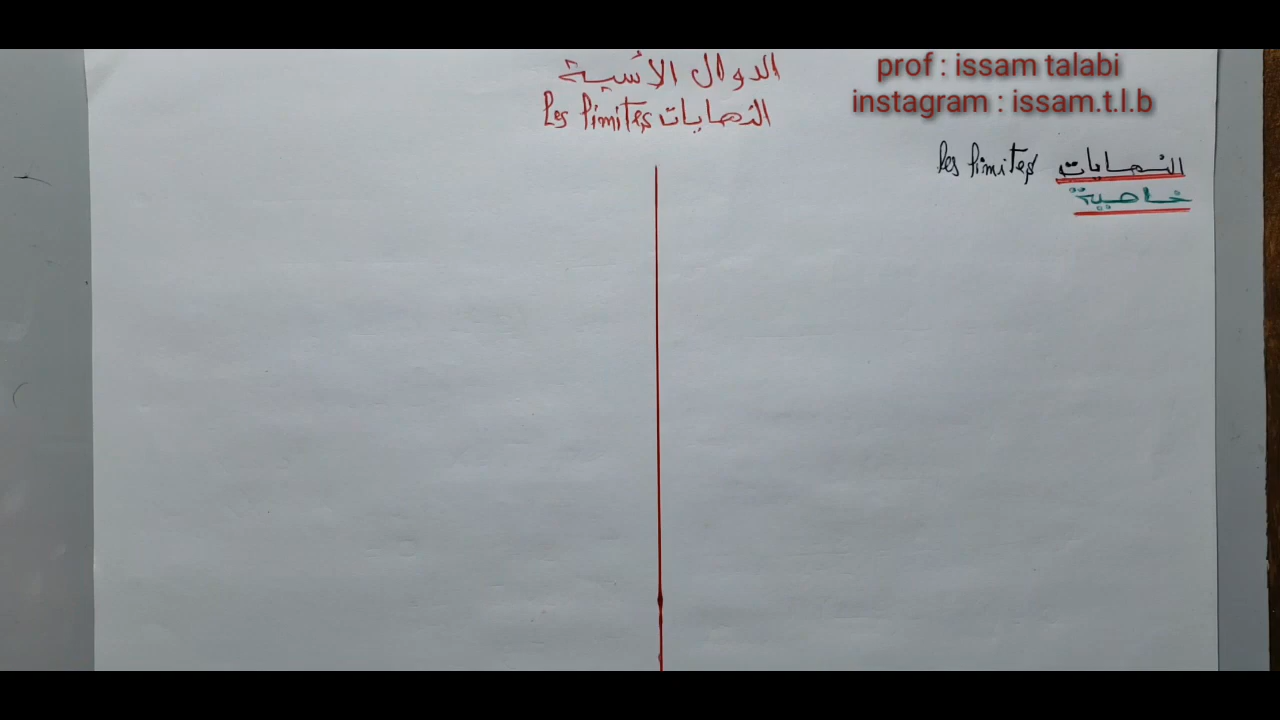 الدوال الأسية
النهايات Les limites
prof : issam talabi
instagram : issam.t.l.b
النهايات les limites
خاصية